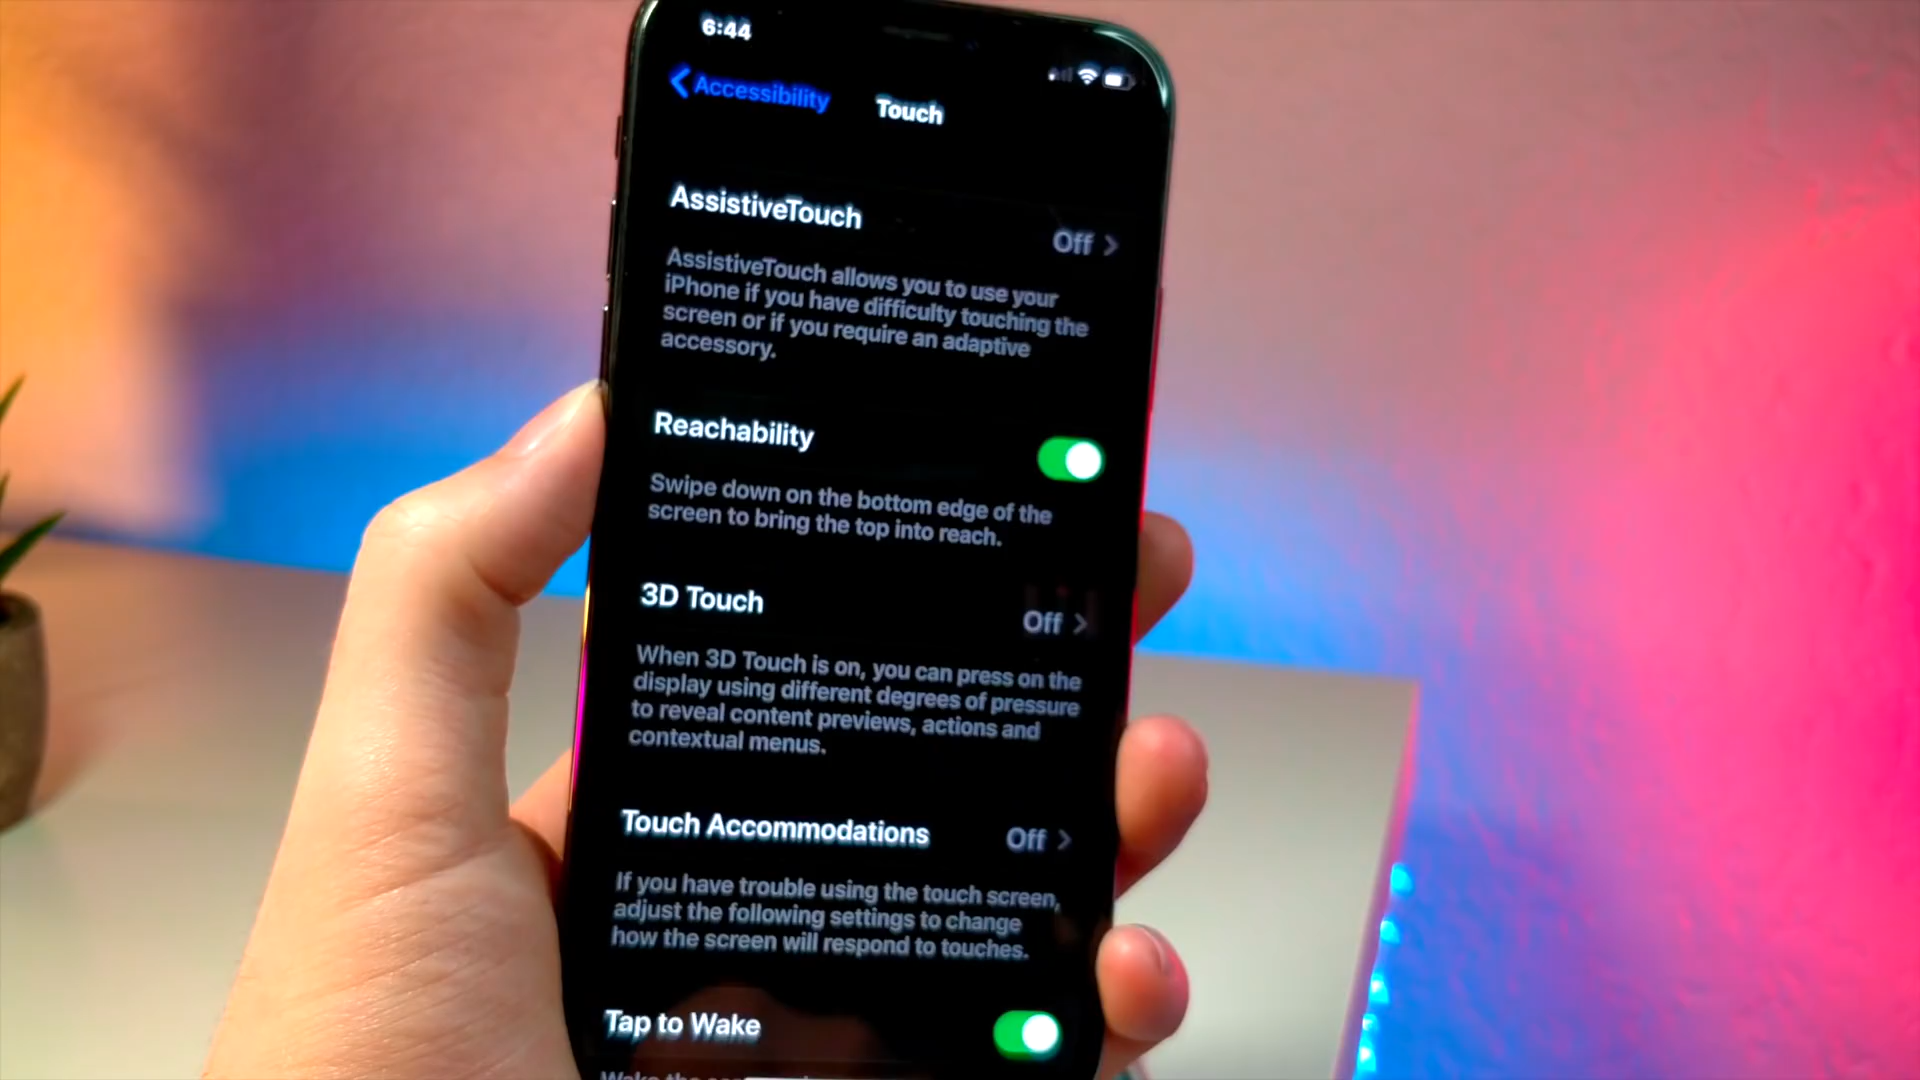 6:44
Accessibility
Touch
AssistiveTouch
Off
AssistiveTouch allows you to use your
iPhone if you have difficulty touching the
screen or if you require an adaptive
accessory.
Reachability
Swipe down on the bottom edge of the
screen to bring the top into reach.
3D Touch
Off
When 3D Touch is on, you can press on the
display using different degrees of pressure
to reveal content previews, actions and
contextual menus.
Touch Accommodations
Off
If you have trouble using the touch screen,
adjust the following settings to change
how the screen will respond to touches.
Tap to Wake